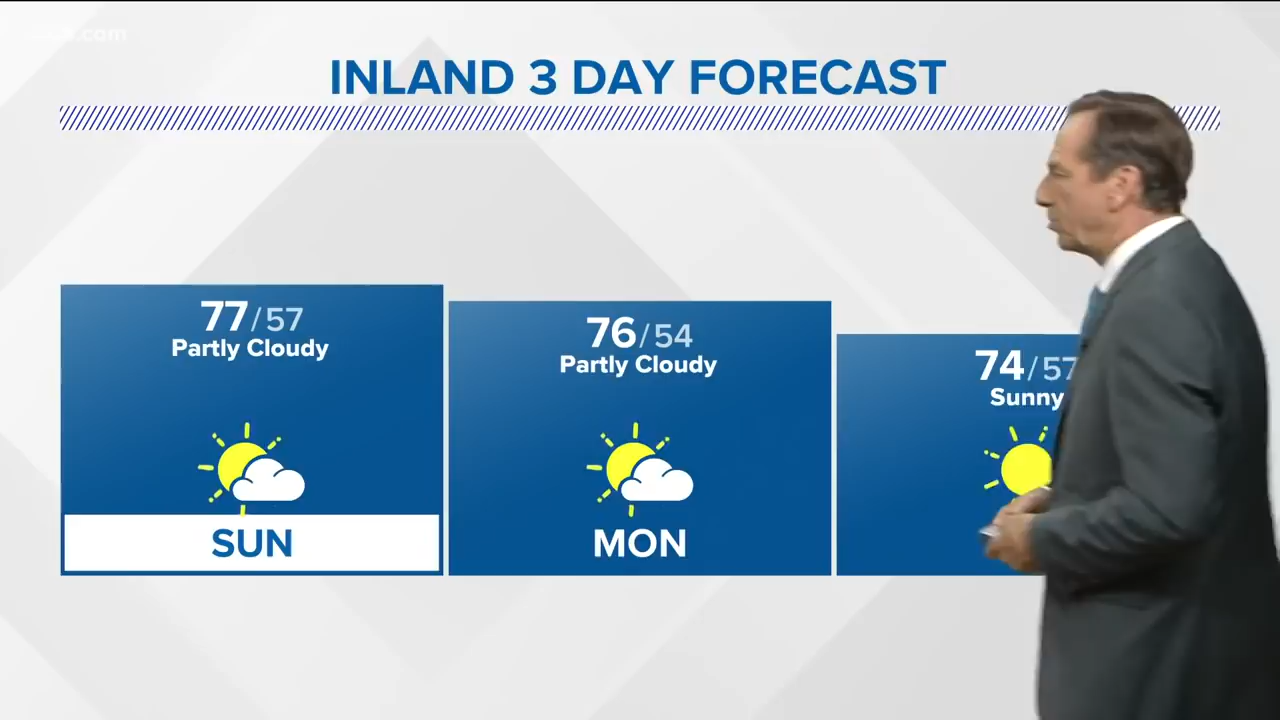 INLAND 3 DAY FORECAST
77/57
Partly Cloudy
SUN
76/54
Partly Cloudy
MON
74/57
Sunny